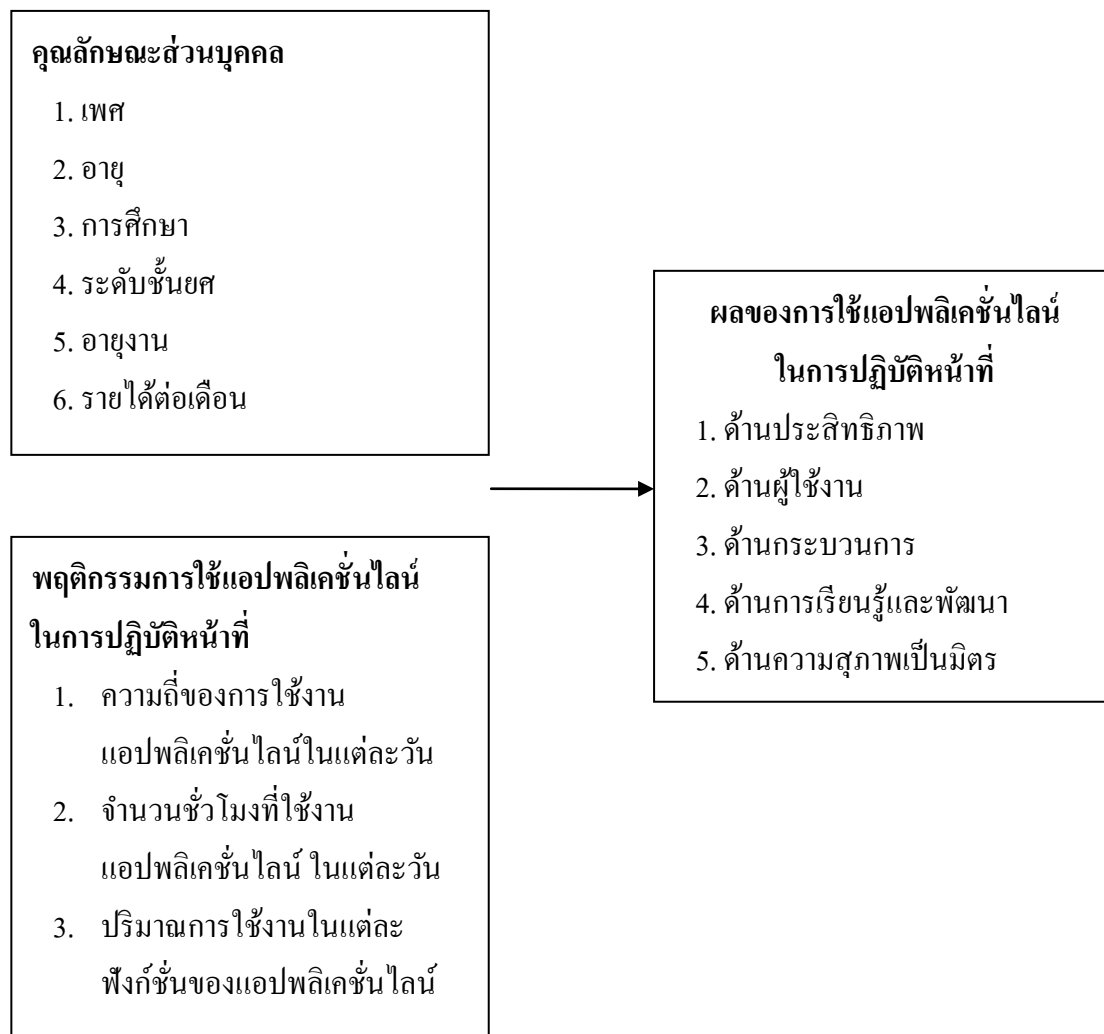 คุณลักษณะส่วนบุคคล
1. เพศ
2. อายุ
3. การศึกษา
4. ระดับชั้นยศ
5. อายุงาน
6. รายได้ต่อเดือน
พฤติกรรมการใช้แอปพลิเคชั่นไลน์
ในการปฏิบัติหน้าที่
1. ความถี่ของการใช้งาน
แอปพลิเคชั่นไลน์ในแต่ละวัน
2. จำนวนชั่วโมงที่ใช้งาน
แอปพลิเคชั่นไลน์ ในแต่ละวัน
3. ปริมาณการใช้งานในแต่ละ
ฟังก์ชั่นของแอปพลิเคชั่นไลน์
ผลของการใช้แอปพลิเคชั่นไลน์
ในการปฏิบัติหน้าที่
1. ด้านประสิทธิภาพ
2. ด้านผู้ใช้งาน
3. ด้านกระบวนการ
4. ด้านการเรียนรู้และพัฒนา
5. ด้านความสุภาพเป็นมิตร